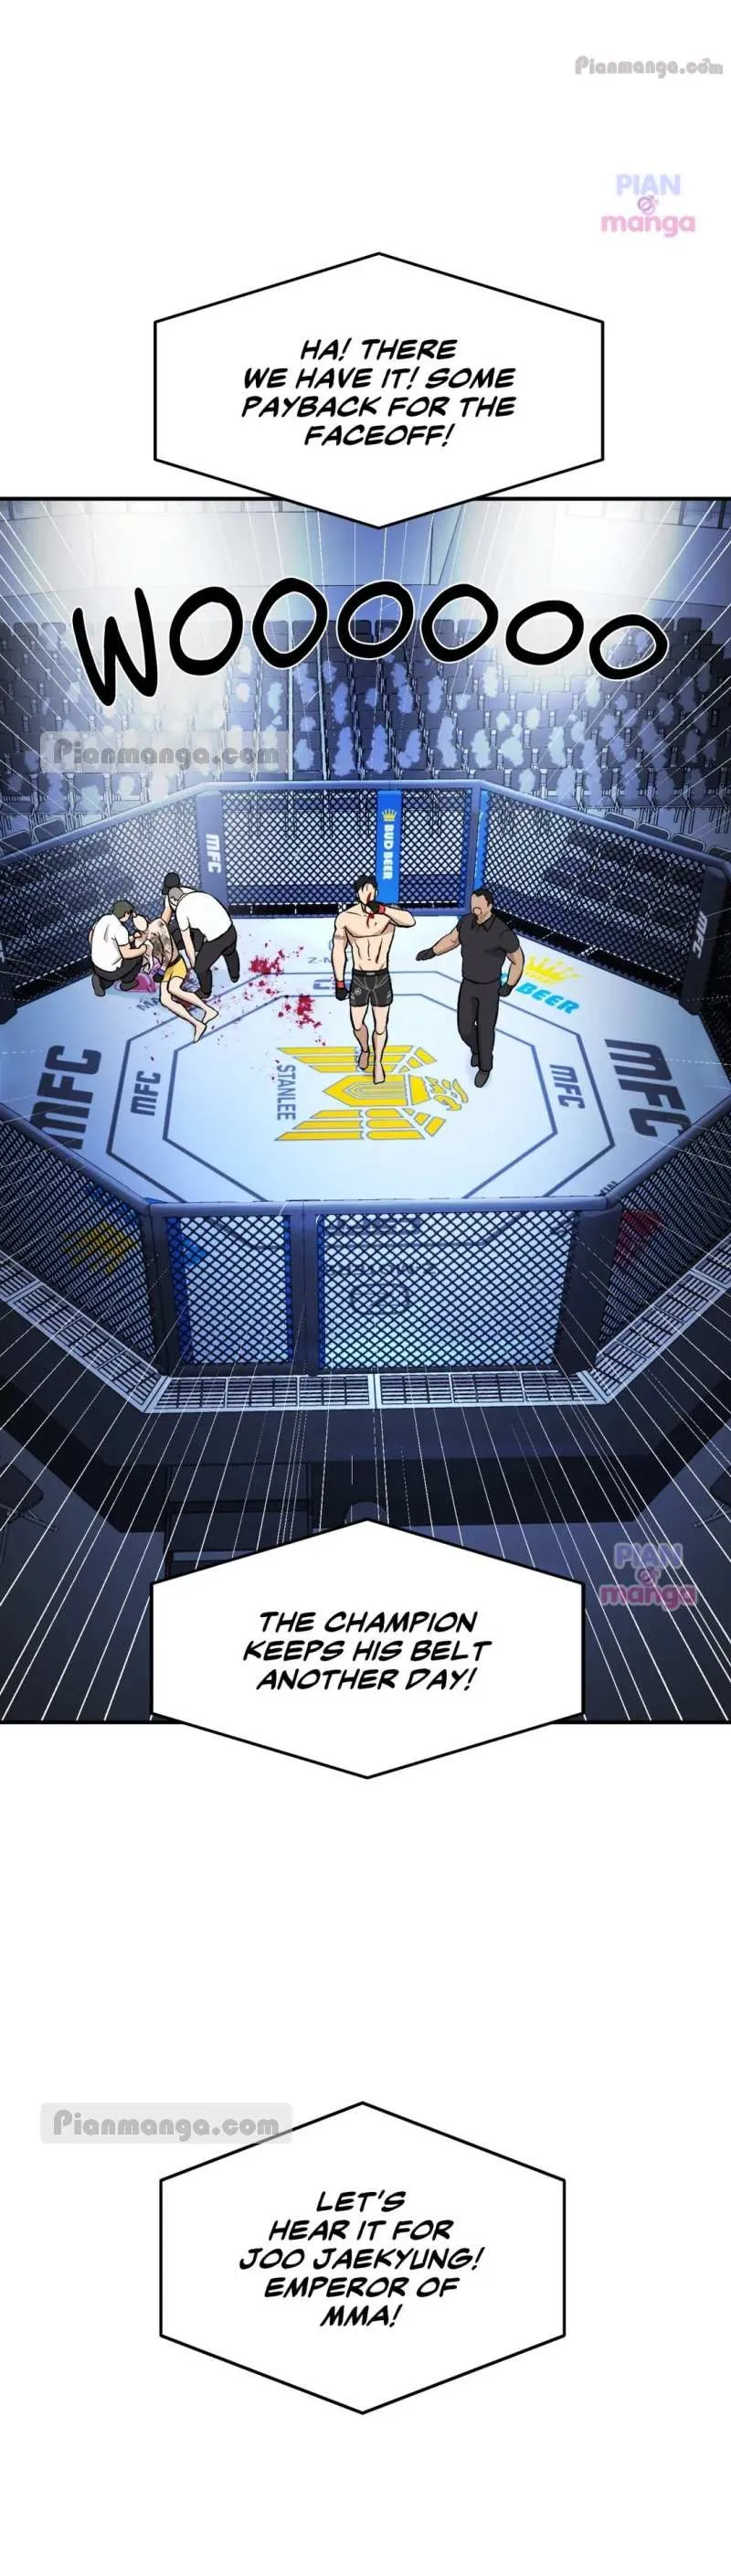 Pianmanga.com
PIAN
manga
HA! THERE
WE HAVE IT! SOME
PAYBACK FOR THE
FACEOFF!
WOOOOOOO
Pianmanga.com
MFC
BUD BEER
MFC
Z-M
BEER
MFC
MFC
STANLEE
MFC
MFC
PIAN
manga
THE CHAMPION
KEEPS HIS BELT
ANOTHER DAY!
Pianmanga.com
LET'S
HEAR IT FOR
JOO JAEKYUNG!
EMPEROR OF
MMA!